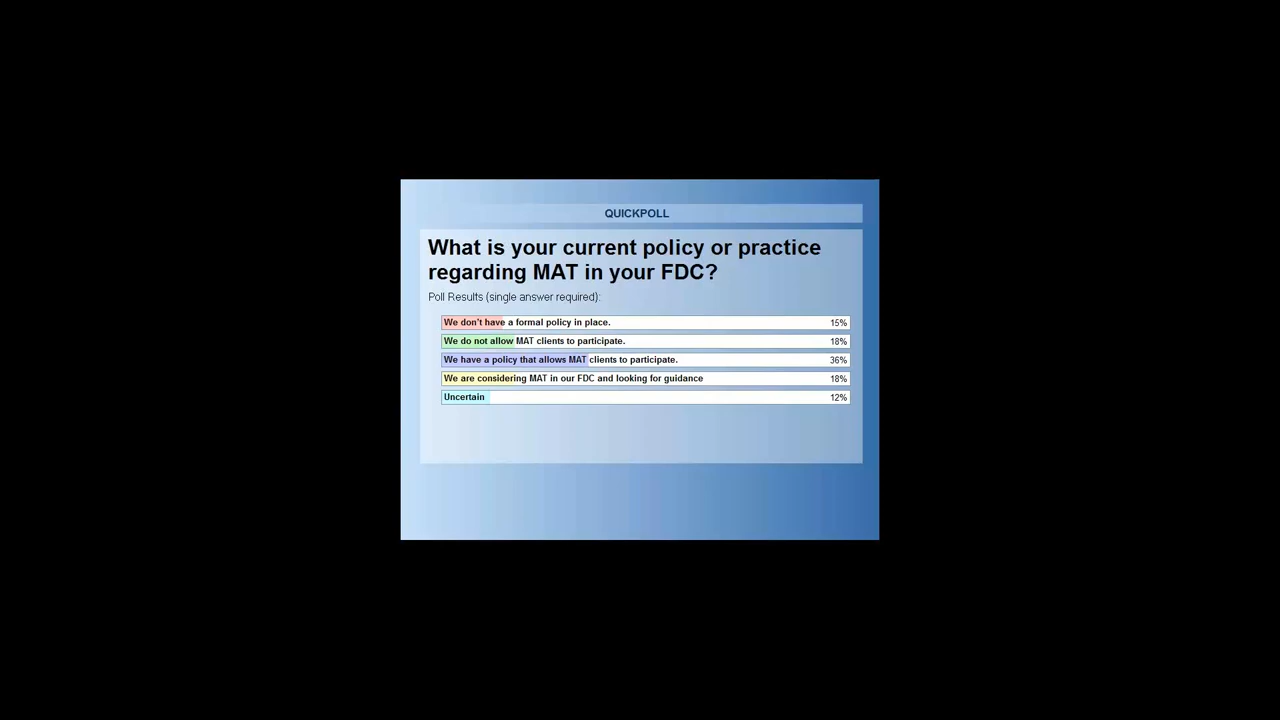 QUICKPOLL
What is your current policy or practice
regarding MAT in your FDC?
Poll Results (single answer required):
We don't have a formal policy in place. 15%
We do not allow MAT clients to participate. 18%
We have a policy that allows MAT clients to participate. 36%
We are considering MAT in our FDC and looking for guidance 18%
Uncertain 12%